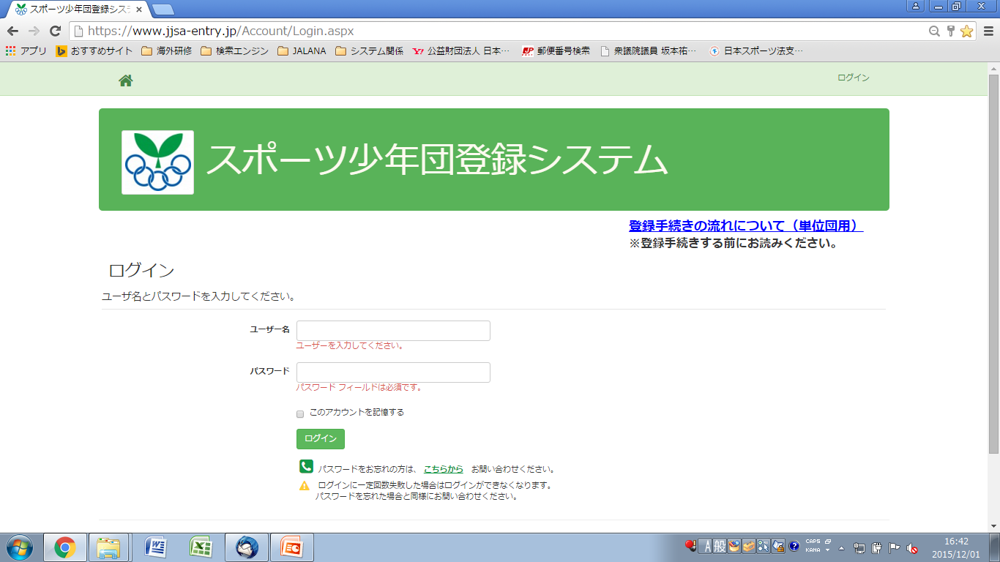 スポーツ少年団登録シス
https://www.jjsa-entry.jp/Account/Login.aspx
アプリ おすすめサイト 海外研修 検索エンジン JALANA システム関係 公益財団法人 日本… 郵便番号検索 衆議院議員 坂本祐… 日本スポーツ法支…
ログイン
スポーツ少年団登録システム
登録手続きの流れについて（単位団用）
※登録手続きする前にお読みください。
ログイン
ユーザ名とパスワードを入力してください。
ユーザー名
ユーザーを入力してください。
パスワード
パスワード フィールドは必須です。
このアカウントを記憶する
ログイン
パスワードをお忘れの方は、 こちらから お問い合わせください。
ログインに一定回数失敗した場合はログインができなくなります。
パスワードを忘れた場合と同様にお問い合わせください。
A 般 CAPS KANA
16:42
2015/12/01